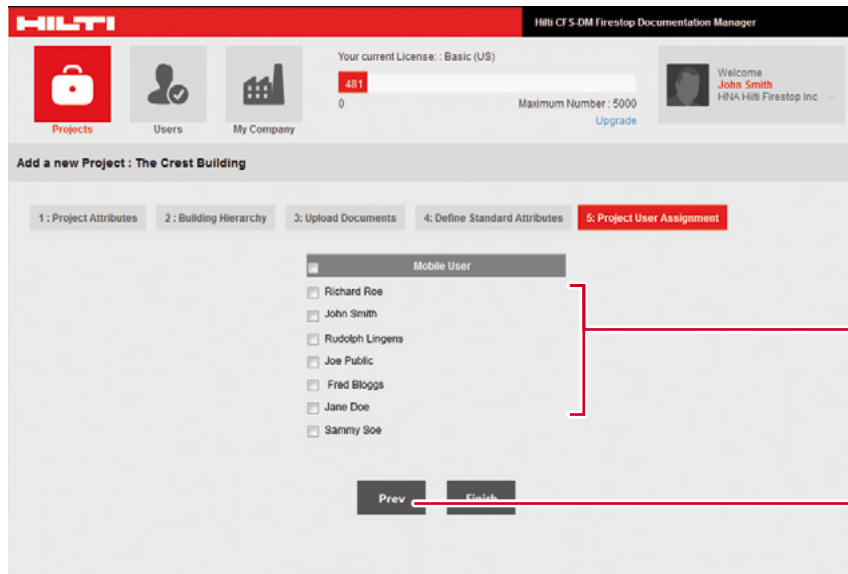 HILTI
Hilti CFS-DM Firestop Documentation Manager
Your current License: : Basic (US)
481
0 Maximum Number : 5000
Upgrade
Welcome
John Smith
HNA Hilti Firestop Inc
Projects Users My Company
Add a new Project : The Crest Building
1 : Project Attributes 2 : Building Hierarchy 3: Upload Documents 4: Define Standard Attributes 5: Project User Assignment
Mobile User
Richard Roe
John Smith
Rudolph Lingens
Joe Public
Fred Bloggs
Jane Doe
Sammy Soe
Prev Finish